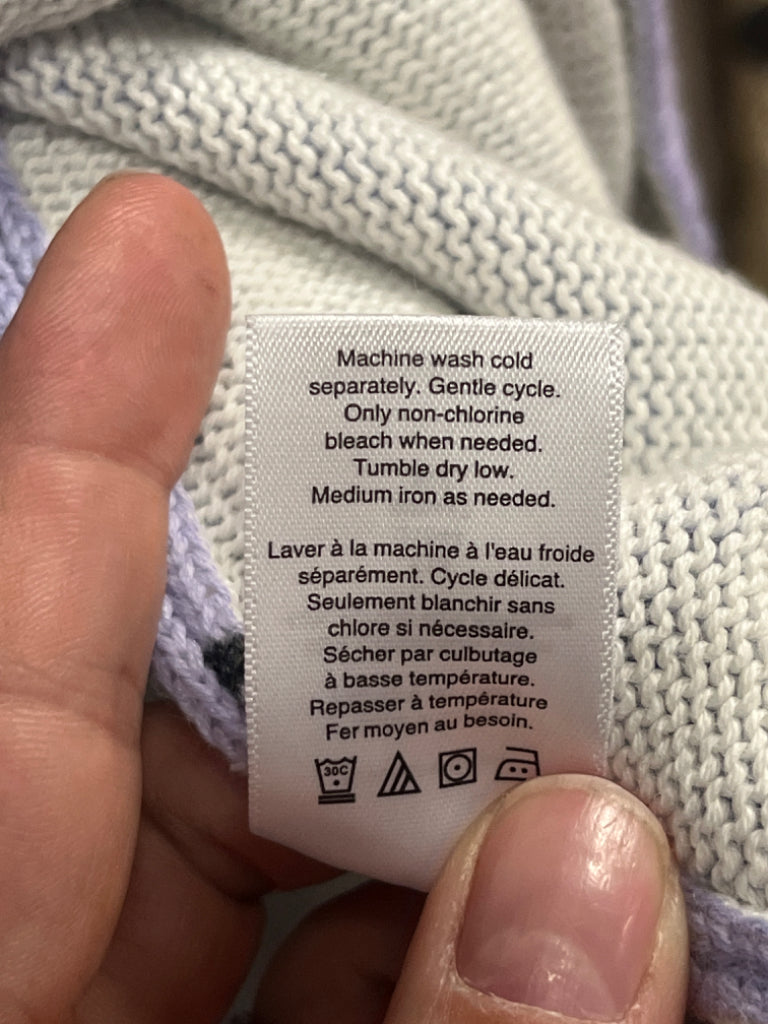 Machine wash cold
separately. Gentle cycle.
Only non-chlorine
bleach when needed.
Tumble dry low.
Medium iron as needed.
Laver à la machine à l'eau froide
séparément. Cycle délicat.
Seulement blanchir sans
chlore si nécessaire.
Sécher par culbutage
à basse température.
Repasser à température
Fer moyen au besoin.
30C